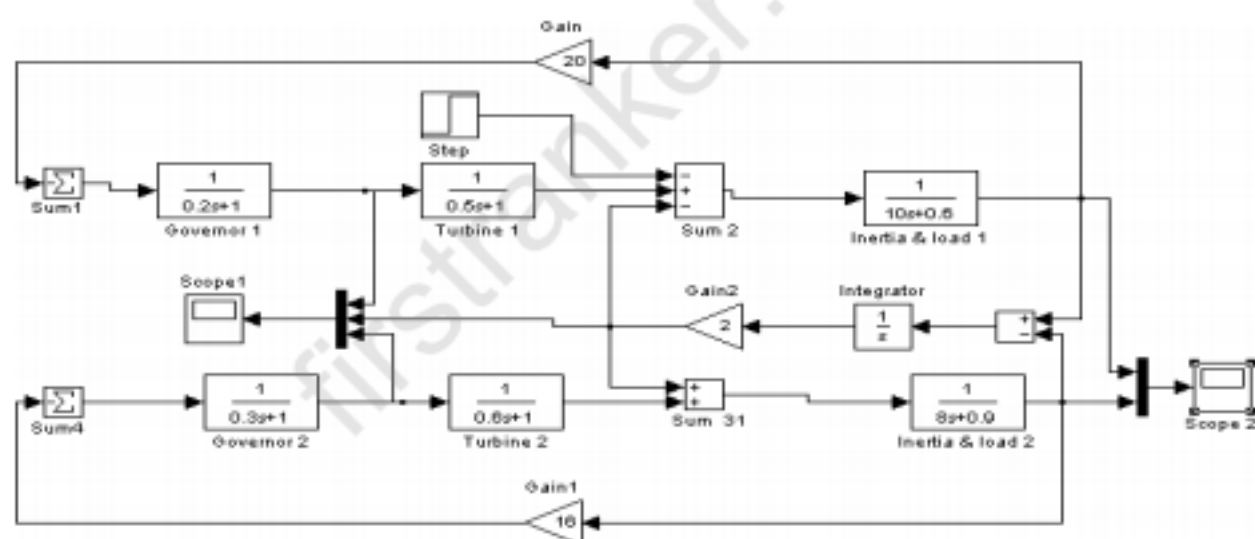 Gain
20
Step
1
0.2s+1
Governor 1
1
0.5s+1
Turbine 1
Sum1
−
+
−
Sum 2
1
10s+0.6
Inertia & load 1
Scope1
Gain2
2
Integrator
1
s
+
−
1
0.3s+1
Governor 2
1
0.6s+1
Turbine 2
Sum4
+
+
Sum 31
1
8s+0.9
Inertia & load 2
Scope 2
Gain1
16
firstranker.